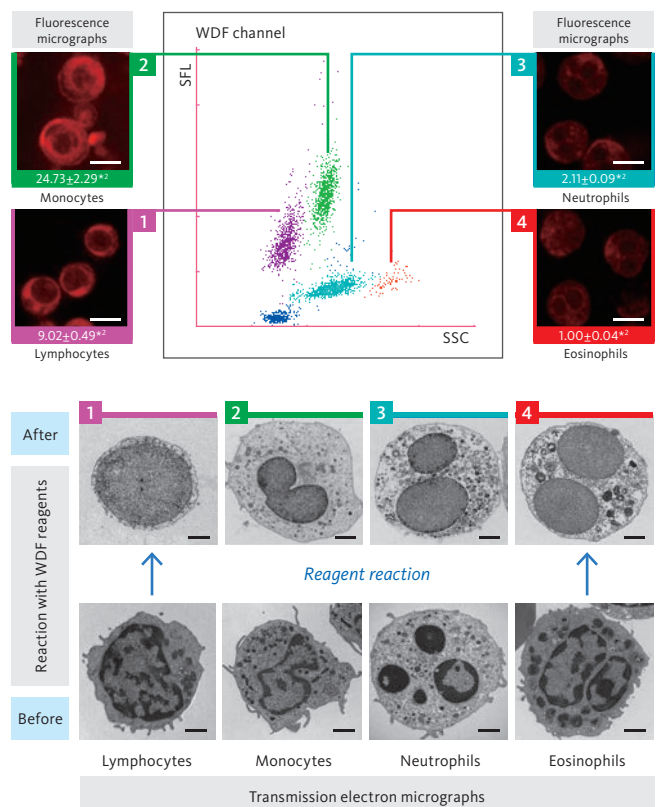 Fluorescence
micrographs
WDF channel
Fluorescence
micrographs
2
3
SFL
24.73±2.29*²
Monocytes
2.11±0.09*²
Neutrophils
1
4
9.02±0.49*²
Lymphocytes
SSC
1.00±0.04*²
Eosinophils
1
2
3
4
After
Reaction with WDF reagents
Reagent reaction
Before
Lymphocytes
Monocytes
Neutrophils
Eosinophils
Transmission electron micrographs